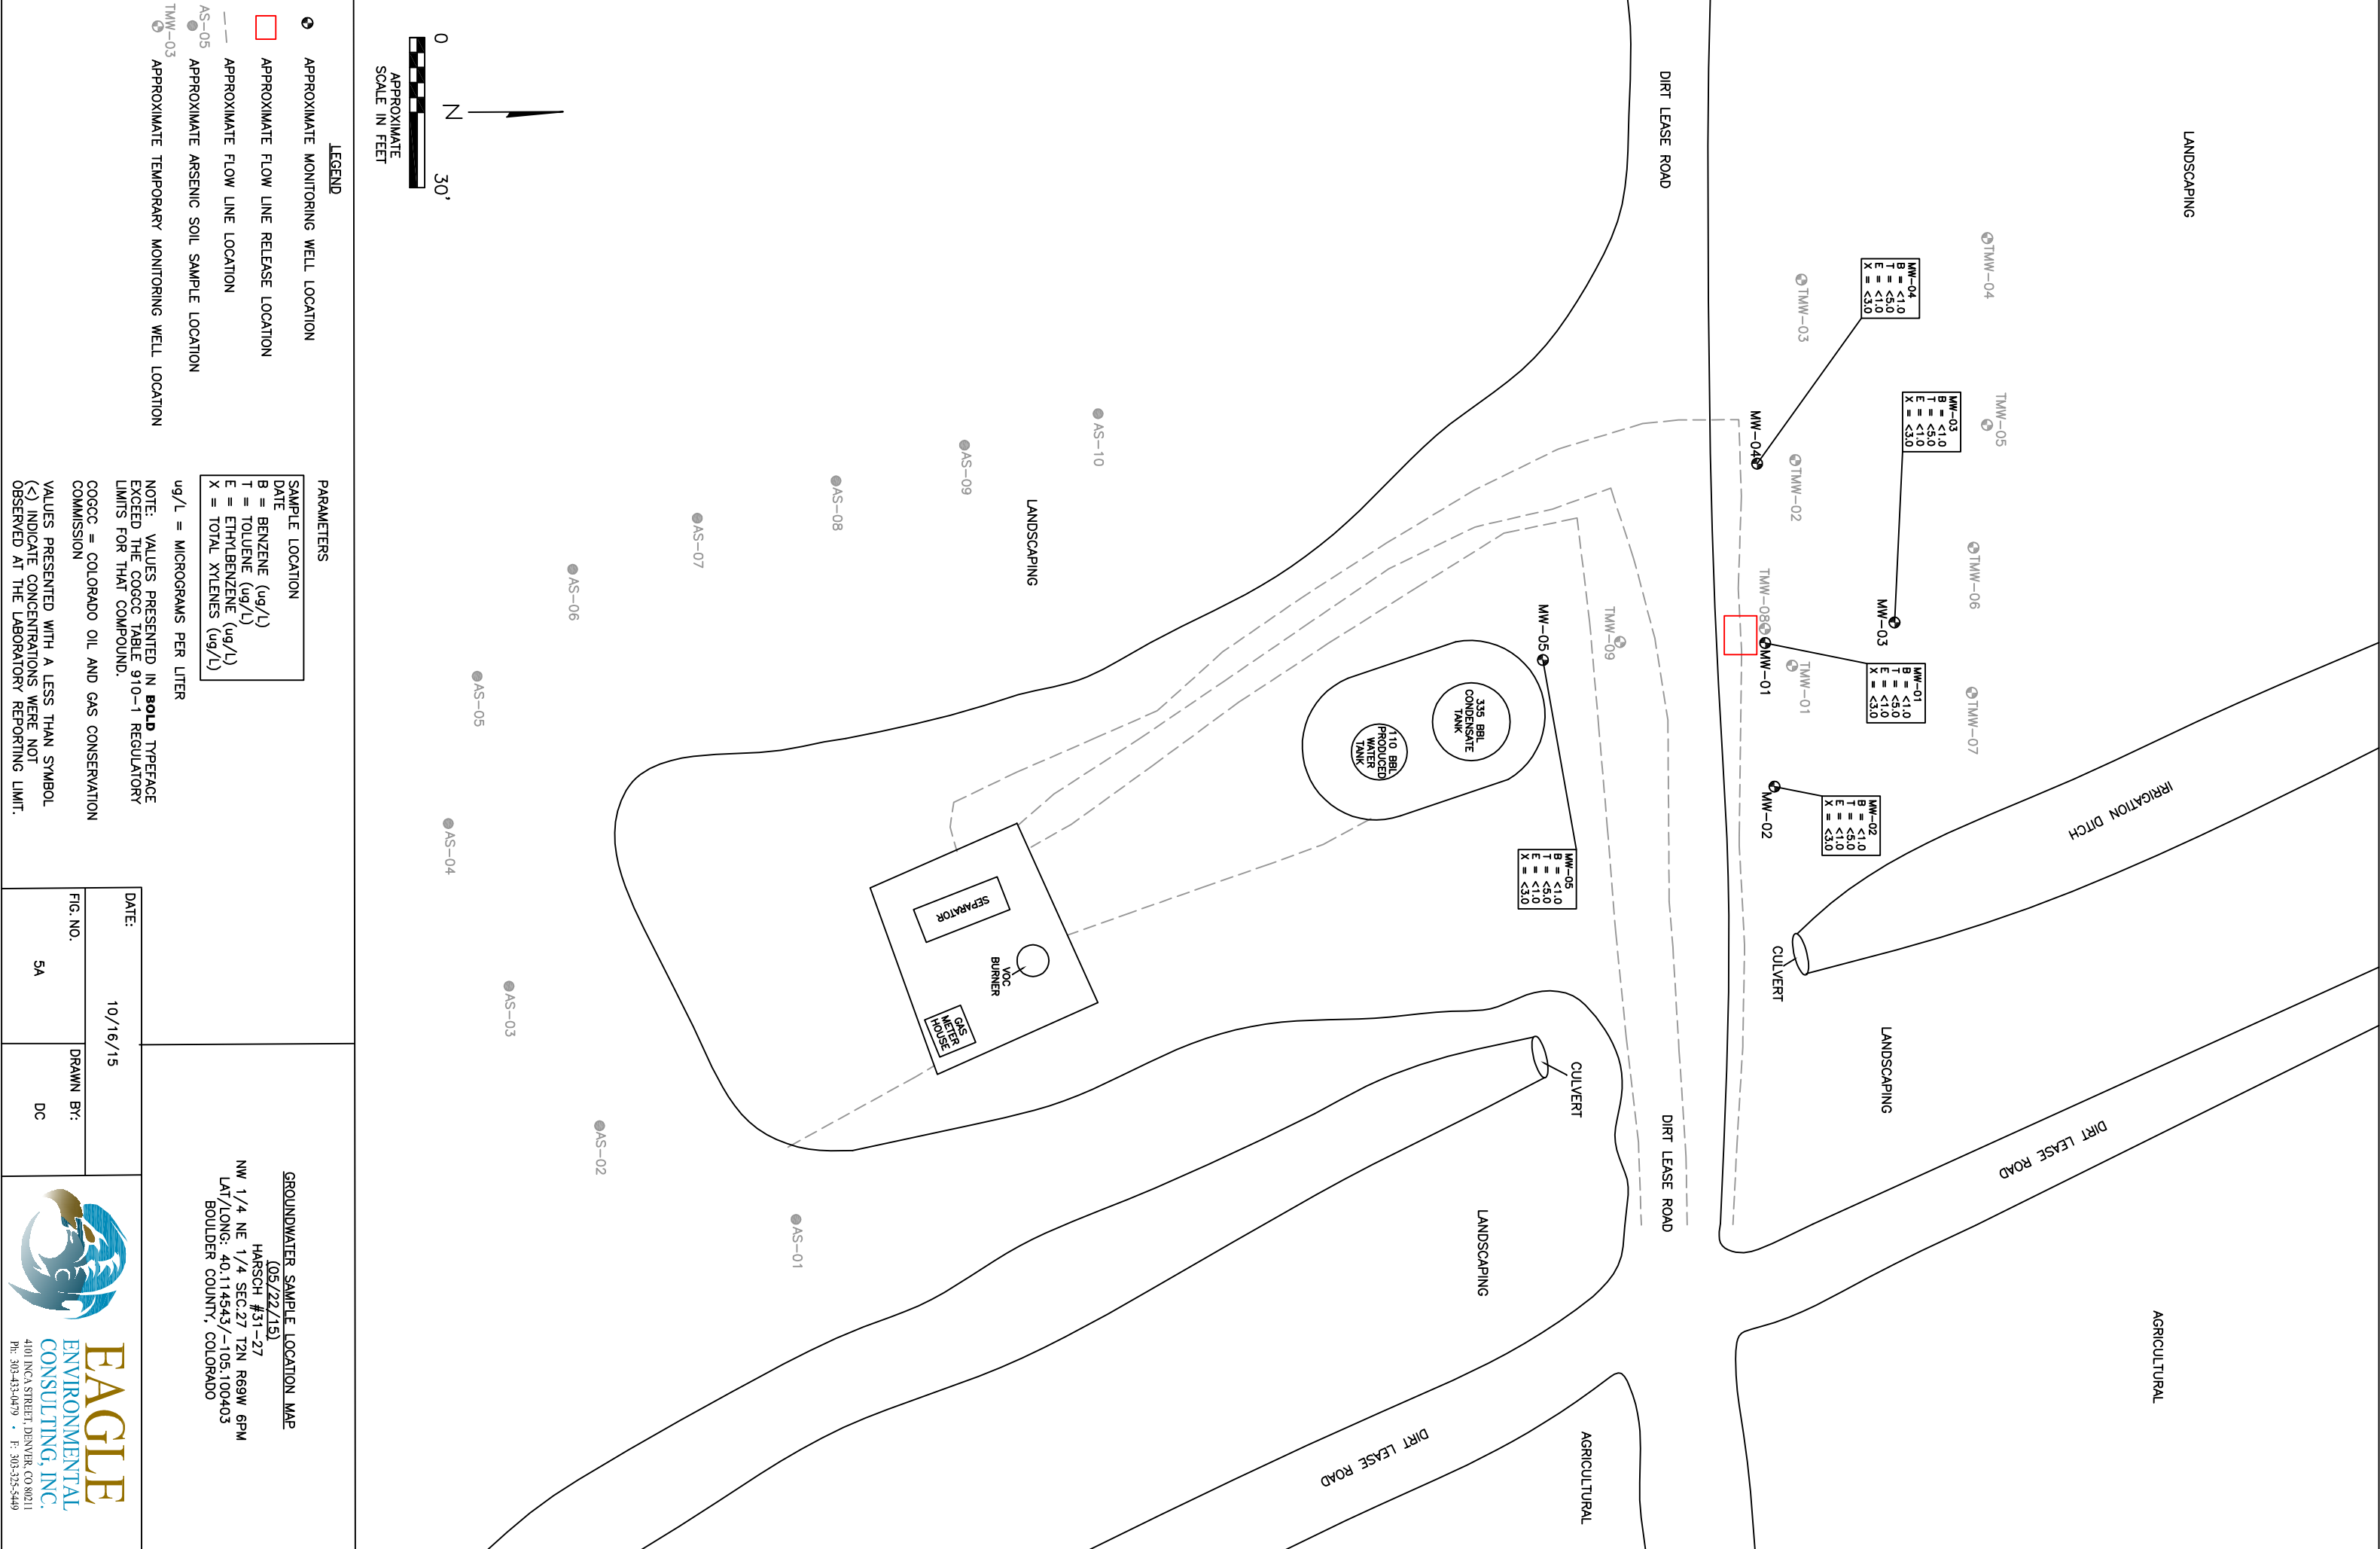 LANDSCAPING
TMW-04
TMW-03
MW-04
B = <1.0
T = <5.0
E = <1.0
X = <3.0
TMW-05
MW-03
B = <1.0
T = <5.0
E = <1.0
X = <3.0
MW-04
TMW-02
TMW-06
MW-03
TMW-08
MW-01
TMW-01
TMW-07
MW-01
B = <1.0
T = <5.0
E = <1.0
X = <3.0
MW-02
MW-02
B = <1.0
T = <5.0
E = <1.0
X = <3.0
IRRIGATION DITCH
CULVERT
LANDSCAPING
DIRT LEASE ROAD
AGRICULTURAL
DIRT LEASE ROAD
DIRT LEASE ROAD
TMW-09
MW-05
MW-05
B = <1.0
T = <5.0
E = <1.0
X = <3.0
335 BBL
CONDENSATE
TANK
110 BBL
PRODUCED
WATER
TANK
CULVERT
LANDSCAPING
AGRICULTURAL
DIRT LEASE ROAD
LANDSCAPING
SEPARATOR
VOC
BURNER
GAS
METER
HOUSE
AS-10
AS-09
AS-08
AS-07
AS-06
AS-05
AS-04
AS-03
AS-02
AS-01
N
0
30'
APPROXIMATE
SCALE IN FEET
LEGEND
APPROXIMATE MONITORING WELL LOCATION
APPROXIMATE FLOW LINE RELEASE LOCATION
APPROXIMATE FLOW LINE LOCATION
AS-05
APPROXIMATE ARSENIC SOIL SAMPLE LOCATION
TMW-03
APPROXIMATE TEMPORARY MONITORING WELL LOCATION
PARAMETERS
SAMPLE LOCATION
DATE
B = BENZENE (ug/L)
T = TOLUENE (ug/L)
E = ETHYLBENZENE (ug/L)
X = TOTAL XYLENES (ug/L)
ug/L = MICROGRAMS PER LITER
NOTE: VALUES PRESENTED IN BOLD TYPEFACE
EXCEED THE COGCC TABLE 910-1 REGULATORY
LIMITS FOR THAT COMPOUND.
COGCC = COLORADO OIL AND GAS CONSERVATION
COMMISSION
VALUES PRESENTED WITH A LESS THAN SYMBOL
(<) INDICATE CONCENTRATIONS WERE NOT
OBSERVED AT THE LABORATORY REPORTING LIMIT.
GROUNDWATER SAMPLE LOCATION MAP
(05/22/15)
HARSCH #31-27
NW 1/4 NE 1/4 SEC.27 T2N R69W 6PM
LAT/LONG: 40.114543/-105.100403
BOULDER COUNTY, COLORADO
DATE:
10/16/15
FIG. NO.
5A
DRAWN BY:
DC
EAGLE
ENVIRONMENTAL
CONSULTING, INC.
4101 INCA STREET, DENVER, CO 80211
Ph: 303-433-0479 • F: 303-325-5449